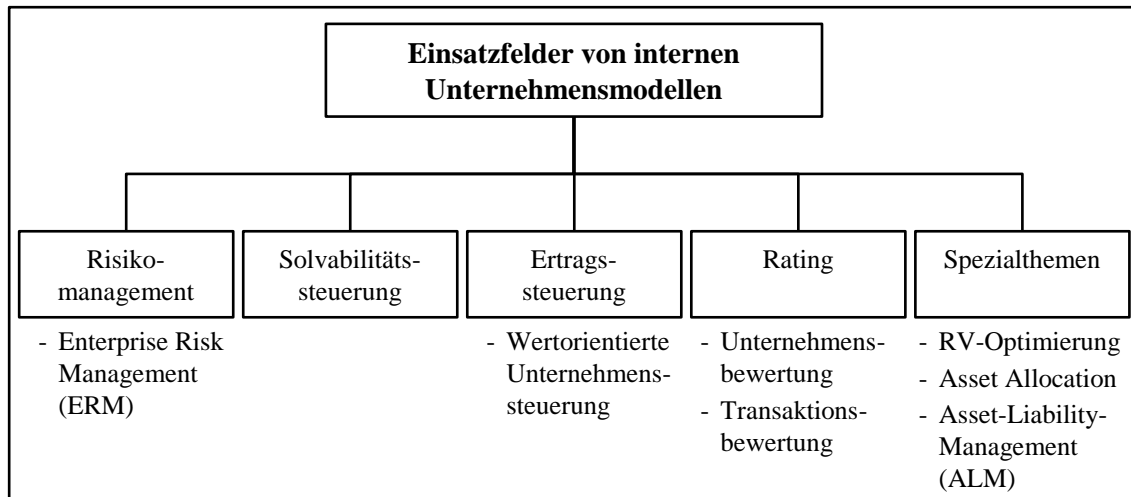 Einsatzfelder von internen
Unternehmensmodellen
Risiko-
management
Solvabilitäts-
steuerung
Ertrags-
steuerung
Rating
Spezialthemen
- Enterprise Risk
Management
(ERM)
- Wertorientierte
Unternehmens-
steuerung
- Unternehmens-
bewertung
- Transaktions-
bewertung
- RV-Optimierung
- Asset Allocation
- Asset-Liability-
Management
(ALM)